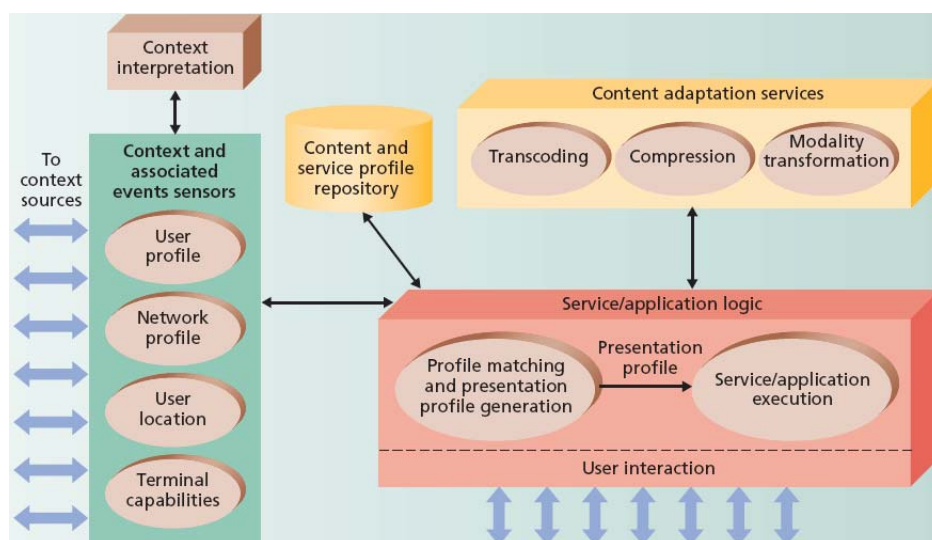 Context
interpretation
To
context
sources
Context and
associated
events sensors
User
profile
Network
profile
User
location
Terminal
capabilities
Content and
service profile
repository
Content adaptation services
Transcoding
Compression
Modality
transformation
Service/application logic
Profile matching
and presentation
profile generation
Presentation
profile
Service/application
execution
User interaction